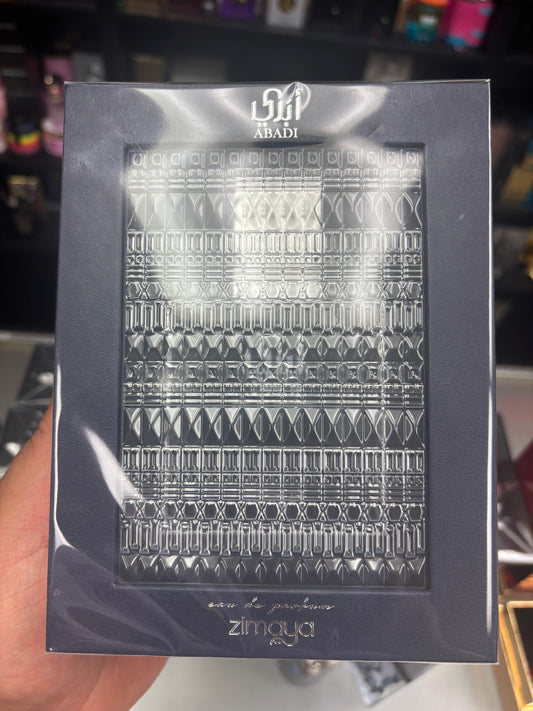 أبدي
ABADI
eau de parfum
zimaya